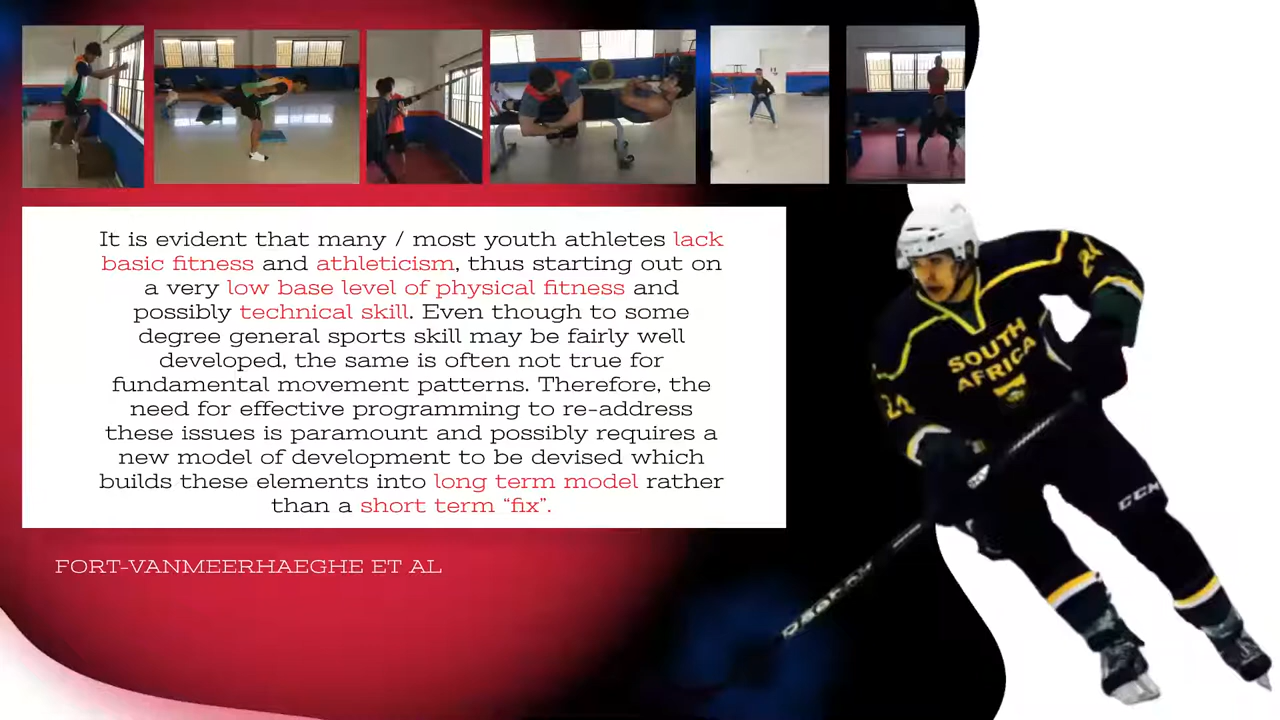 It is evident that many / most youth athletes lack
basic fitness and athleticism, thus starting out on
a very low base level of physical fitness and
possibly technical skill. Even though to some
degree general sports skill may be fairly well
developed, the same is often not true for
fundamental movement patterns. Therefore, the
need for effective programming to re-address
these issues is paramount and possibly requires a
new model of development to be devised which
builds these elements into long term model rather
than a short term “fix”.
FORT-VANMEERHAEGHE ET AL
24
SOUTH
AFRICA
24
CCM
Reebok